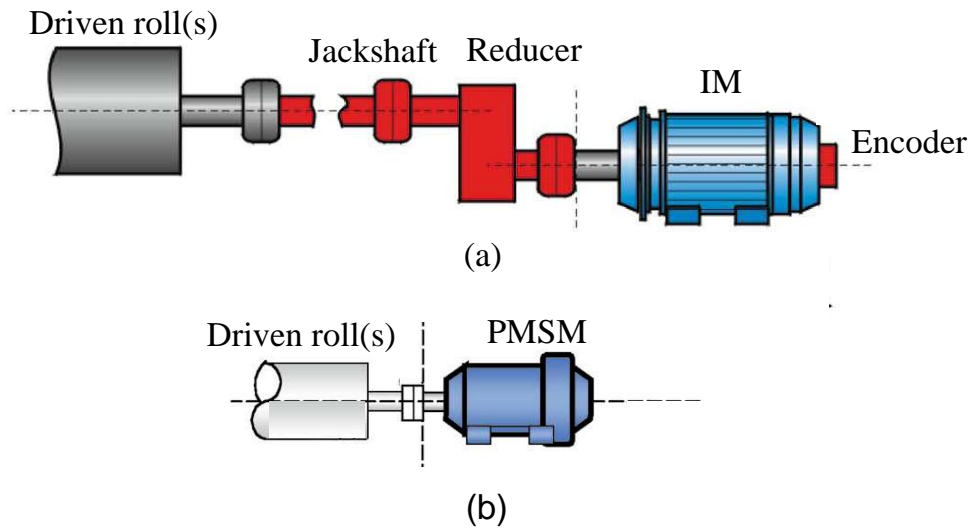 Driven roll(s)
Jackshaft
Reducer
IM
Encoder
(a)
Driven roll(s)
PMSM
(b)